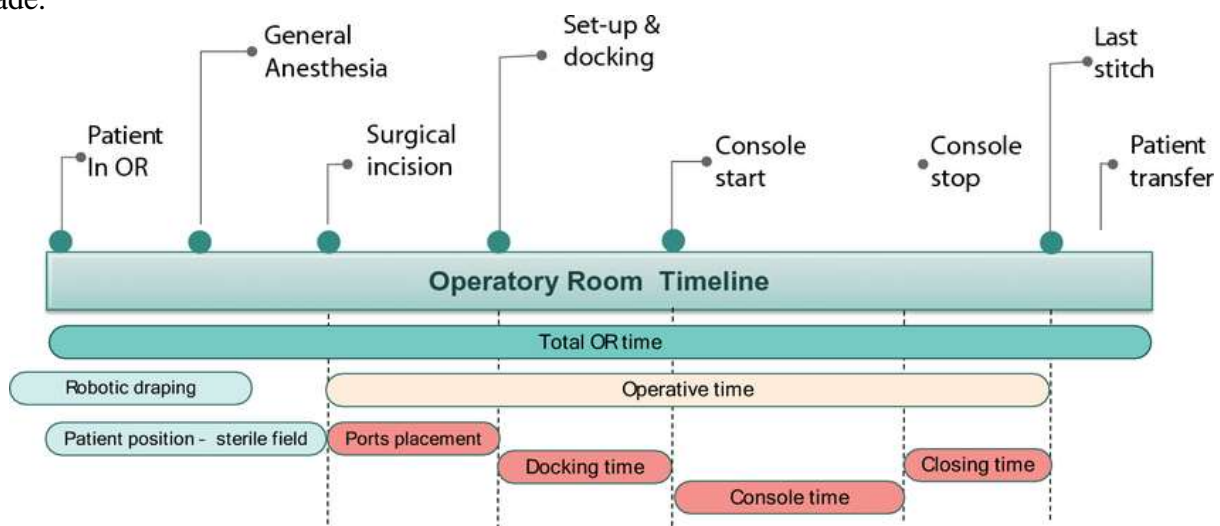 General
Anesthesia
Set-up &
docking
Last
stitch
Patient
In OR
Surgical
incision
Console
start
Console
stop
Patient
transfer
Operatory Room Timeline
Total OR time
Robotic draping
Operative time
Patient position - sterile field
Ports placement
Docking time
Closing time
Console time